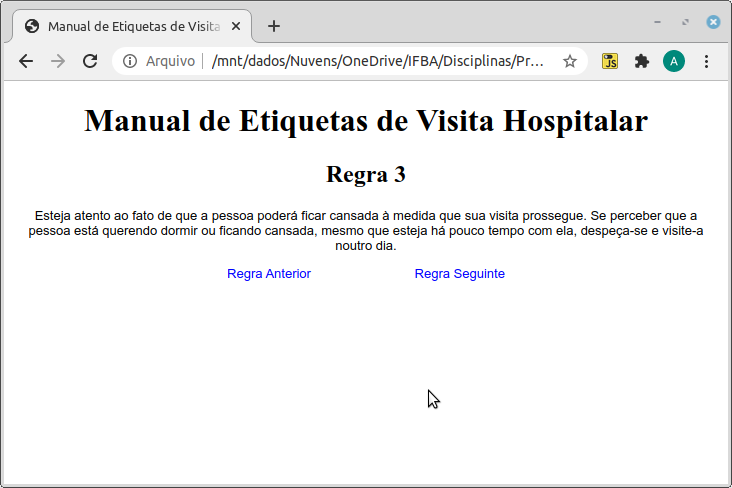 Manual de Etiquetas de Visita
Arquivo | /mnt/dados/Nuvens/OneDrive/IFBA/Disciplinas/Pr...
JS
A
Manual de Etiquetas de Visita Hospitalar
Regra 3
Esteja atento ao fato de que a pessoa poderá ficar cansada à medida que sua visita prossegue. Se perceber que a
pessoa está querendo dormir ou ficando cansada, mesmo que esteja há pouco tempo com ela, despeça-se e visite-a
noutro dia.
Regra Anterior Regra Seguinte